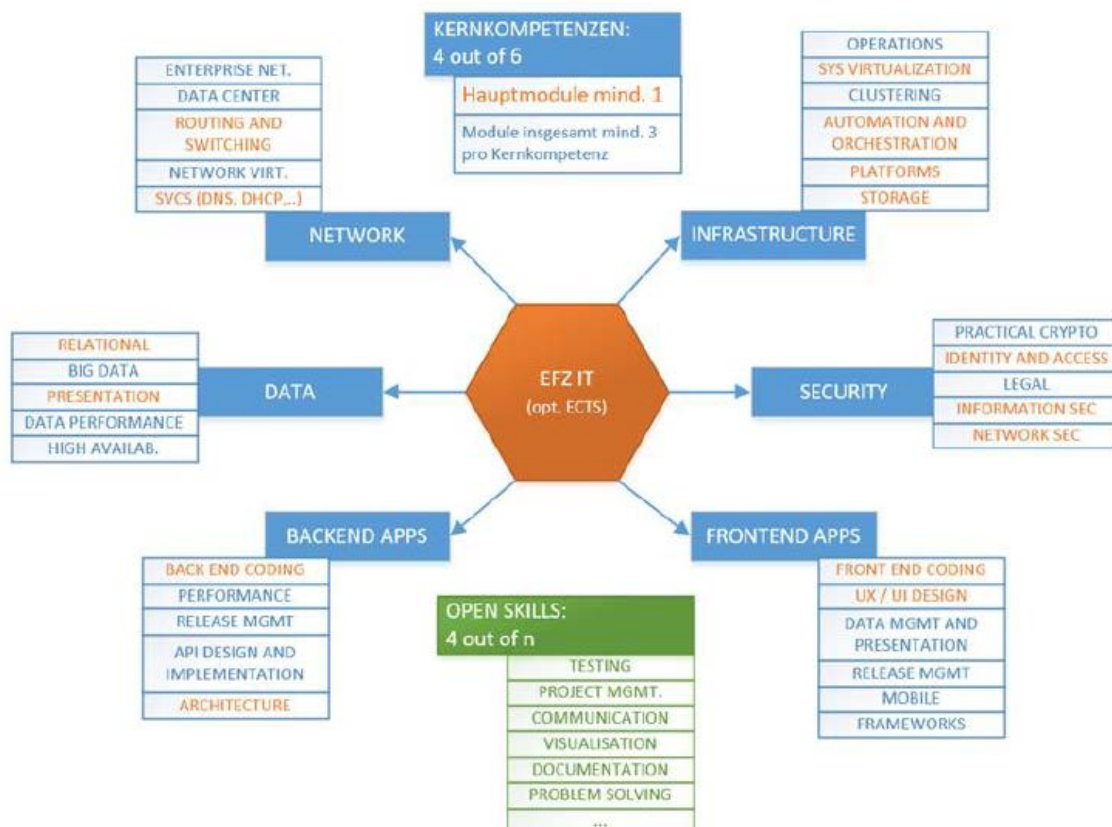 KERNKOMPETENZEN:
4 out of 6
Hauptmodule mind. 1
Module insgesamt mind. 3
pro Kernkompetenz
ENTERPRISE NET.
DATA CENTER
ROUTING AND
SWITCHING
NETWORK VIRT.
SVCS (DNS, DHCP,...)
NETWORK
OPERATIONS
SYS VIRTUALIZATION
CLUSTERING
AUTOMATION AND
ORCHESTRATION
PLATFORMS
STORAGE
INFRASTRUCTURE
RELATIONAL
BIG DATA
PRESENTATION
DATA PERFORMANCE
HIGH AVAILAB.
DATA
EFZ IT
(opt. ECTS)
SECURITY
PRACTICAL CRYPTO
IDENTITY AND ACCESS
LEGAL
INFORMATION SEC
NETWORK SEC
BACKEND APPS
BACK END CODING
PERFORMANCE
RELEASE MGMT
API DESIGN AND
IMPLEMENTATION
ARCHITECTURE
FRONTEND APPS
FRONT END CODING
UX / UI DESIGN
DATA MGMT AND
PRESENTATION
RELEASE MGMT
MOBILE
FRAMEWORKS
OPEN SKILLS:
4 out of n
TESTING
PROJECT MGMT.
COMMUNICATION
VISUALISATION
DOCUMENTATION
PROBLEM SOLVING
...